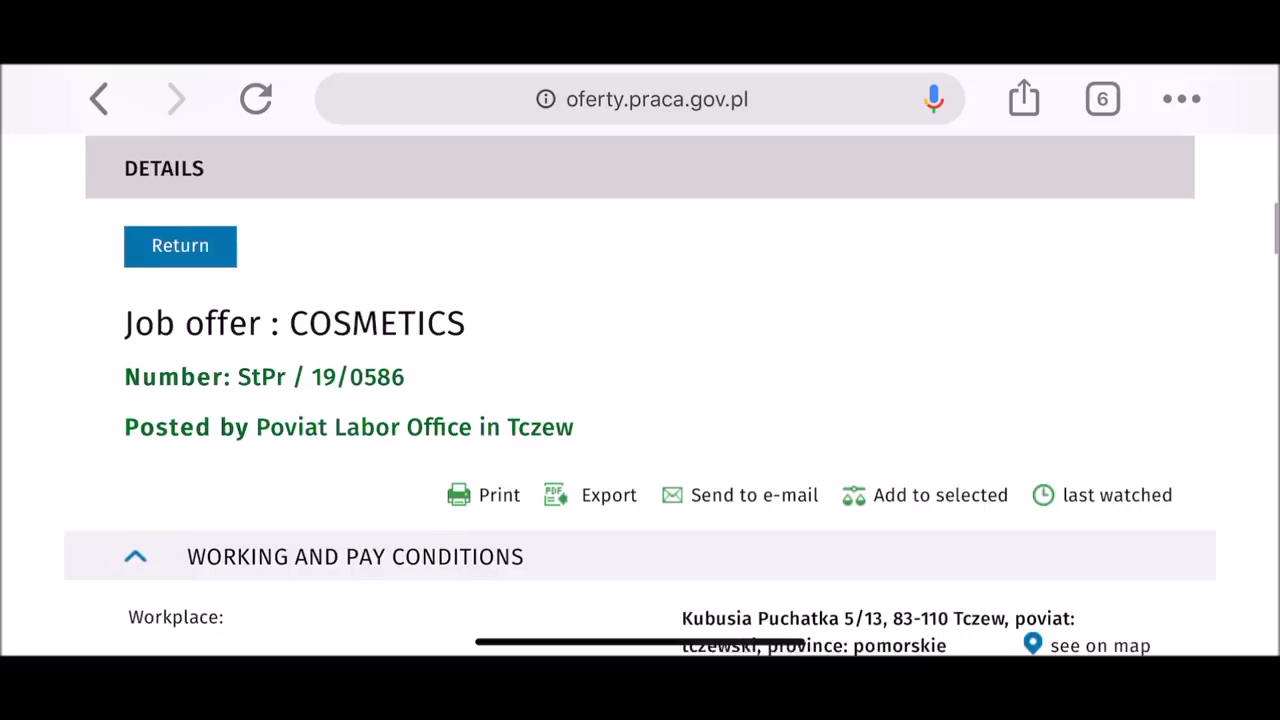 oferty.praca.gov.pl
6
DETAILS
Return
Job offer : COSMETICS
Number: StPr / 19/0586
Posted by Poviat Labor Office in Tczew
Print
Export
Send to e-mail
Add to selected
last watched
WORKING AND PAY CONDITIONS
Workplace:
Kubusia Puchatka 5/13, 83-110 Tczew, poviat:
tczewski, province: pomorskie
see on map